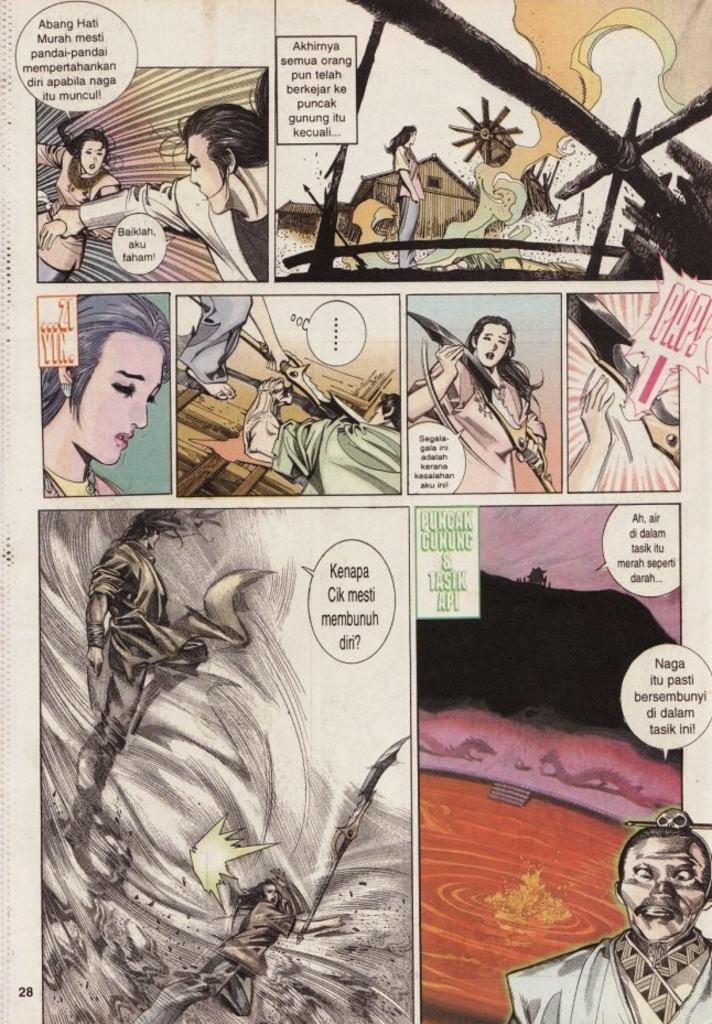 Abang Hati
Murah mesti
pandai-pandai
mempertahankan
diri apabila naga
itu muncul!
Baiklah,
aku
faham!
Akhirnya
semua orang
pun telah
berkejar ke
puncak
gunung itu
kecuali...
...ZI
YIN.
......
Segala-
gala ini
adalah
kerana
kesalahan
aku ini!
PAP!
Kenapa
Cik mesti
membunuh
diri?
PUNCAK
GUNUNG
&
TASIK
API
Ah, air
di dalam
tasik itu
merah seperti
darah...
Naga
itu pasti
bersembunyi
di dalam
tasik ini!
28